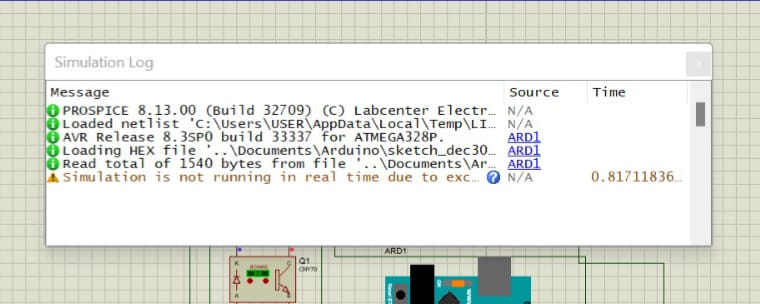 Simulation Log
Message Source Time
PROSPICE 8.13.00 (Build 32709) (C) Labcenter Electr... N/A
Loaded netlist 'C:\Users\USER\AppData\Local\Temp\LI... N/A
AVR Release 8.3SP0 build 33337 for ATMEGA328P. ARD1
Loading HEX file '..\Documents\Arduino\sketch_dec30... ARD1
Read total of 1540 bytes from file '..\Documents\Ar... ARD1
Simulation is not running in real time due to exc... N/A 0.81711836...
ARD1
Q1
CNY70
K C
A E
ON